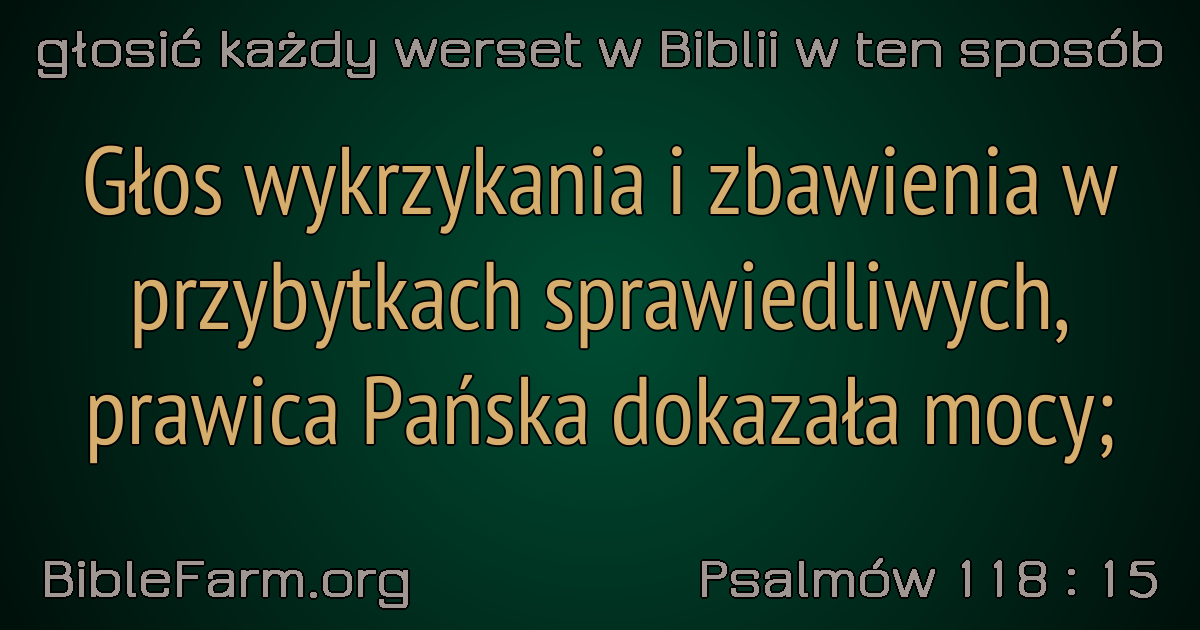 głosić każdy werset w Biblii w ten sposób
Głos wykrzykania i zbawienia w
przybytkach sprawiedliwych,
prawica Pańska dokazała mocy;
BibleFarm.org
Psalmów 118 : 15